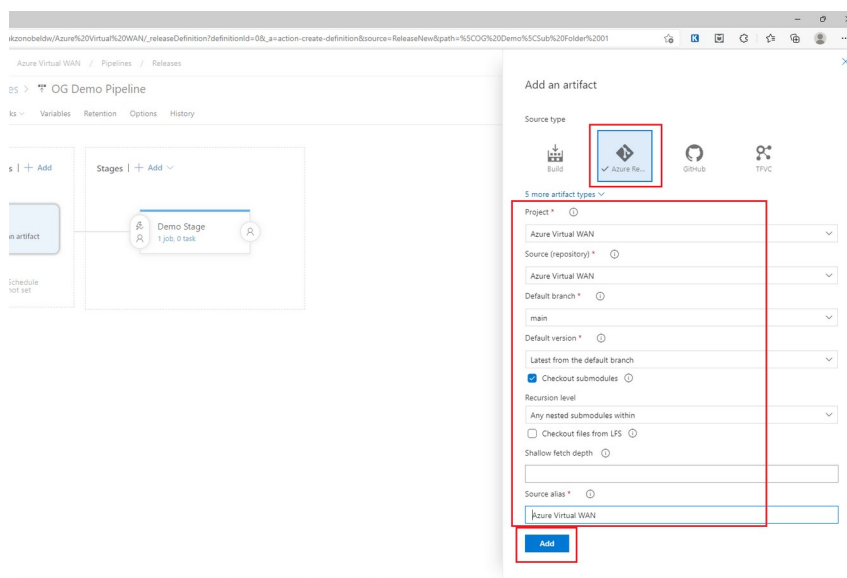 akzonobeldw/Azure%20Virtual%20WAN/_releaseDefinition?definitionId=0&_a=action-create-definition&source=ReleaseNew&path=%5COG%20Demo%5CSub%20Folder%2001
Azure Virtual WAN / Pipelines / Releases
es > OG Demo Pipeline
ks Variables Retention Options History
s | + Add
Stages | + Add
an artifact
Demo Stage
1 job, 0 task
Schedule
not set
Add an artifact
Source type
Build
✓ Azure Re...
GitHub
TFVC
5 more artifact types
Project *
Azure Virtual WAN
Source (repository) *
Azure Virtual WAN
Default branch *
main
Default version *
Latest from the default branch
Checkout submodules
Recursion level
Any nested submodules within
Checkout files from LFS
Shallow fetch depth
Source alias *
Azure Virtual WAN
Add